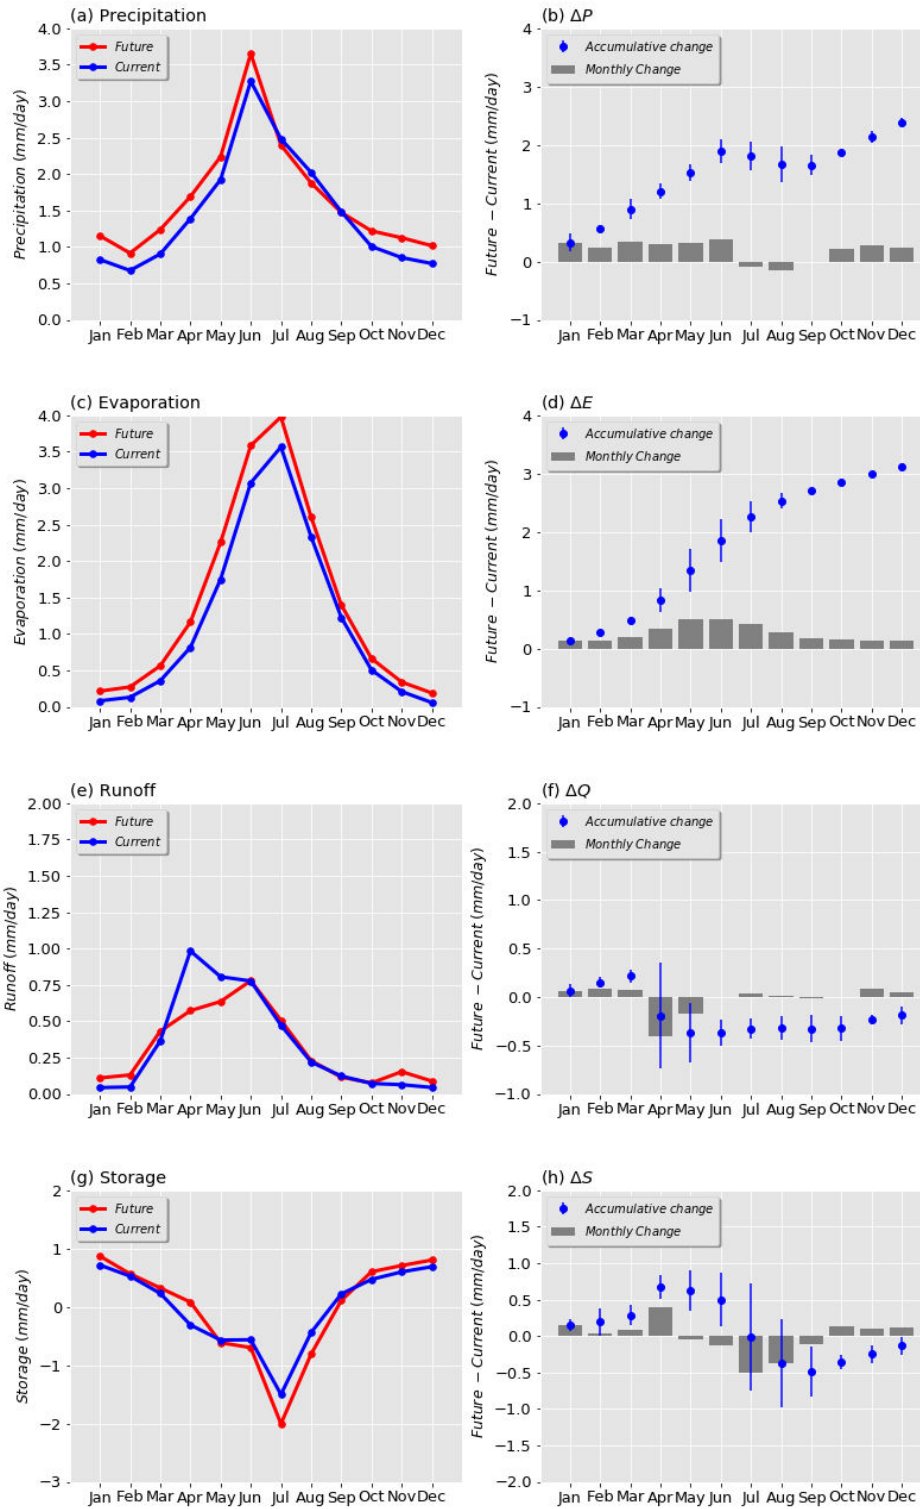 (a) Precipitation
Precipitation (mm/day)
4.0
3.5
3.0
2.5
2.0
1.5
1.0
0.5
0.0
Future
Current
Jan Feb Mar Apr May Jun Jul Aug Sep Oct Nov Dec
(b) ΔP
Future − Current (mm/day)
4
3
2
1
0
−1
Accumulative change
Monthly Change
Jan Feb Mar Apr May Jun Jul Aug Sep Oct Nov Dec
(c) Evaporation
Evaporation (mm/day)
4.0
3.5
3.0
2.5
2.0
1.5
1.0
0.5
0.0
Future
Current
Jan Feb Mar Apr May Jun Jul Aug Sep Oct Nov Dec
(d) ΔE
Future − Current (mm/day)
4
3
2
1
0
−1
Accumulative change
Monthly Change
Jan Feb Mar Apr May Jun Jul Aug Sep Oct Nov Dec
(e) Runoff
Runoff (mm/day)
2.00
1.75
1.50
1.25
1.00
0.75
0.50
0.25
0.00
Future
Current
Jan Feb Mar Apr May Jun Jul Aug Sep Oct Nov Dec
(f) ΔQ
Future − Current (mm/day)
2.0
1.5
1.0
0.5
0.0
−0.5
−1.0
Accumulative change
Monthly Change
Jan Feb Mar Apr May Jun Jul Aug Sep Oct Nov Dec
(g) Storage
Storage (mm/day)
2
1
0
−1
−2
−3
Future
Current
Jan Feb Mar Apr May Jun Jul Aug Sep Oct Nov Dec
(h) ΔS
Future − Current (mm/day)
2.0
1.5
1.0
0.5
0.0
−0.5
−1.0
−1.5
−2.0
Accumulative change
Monthly Change
Jan Feb Mar Apr May Jun Jul Aug Sep Oct Nov Dec